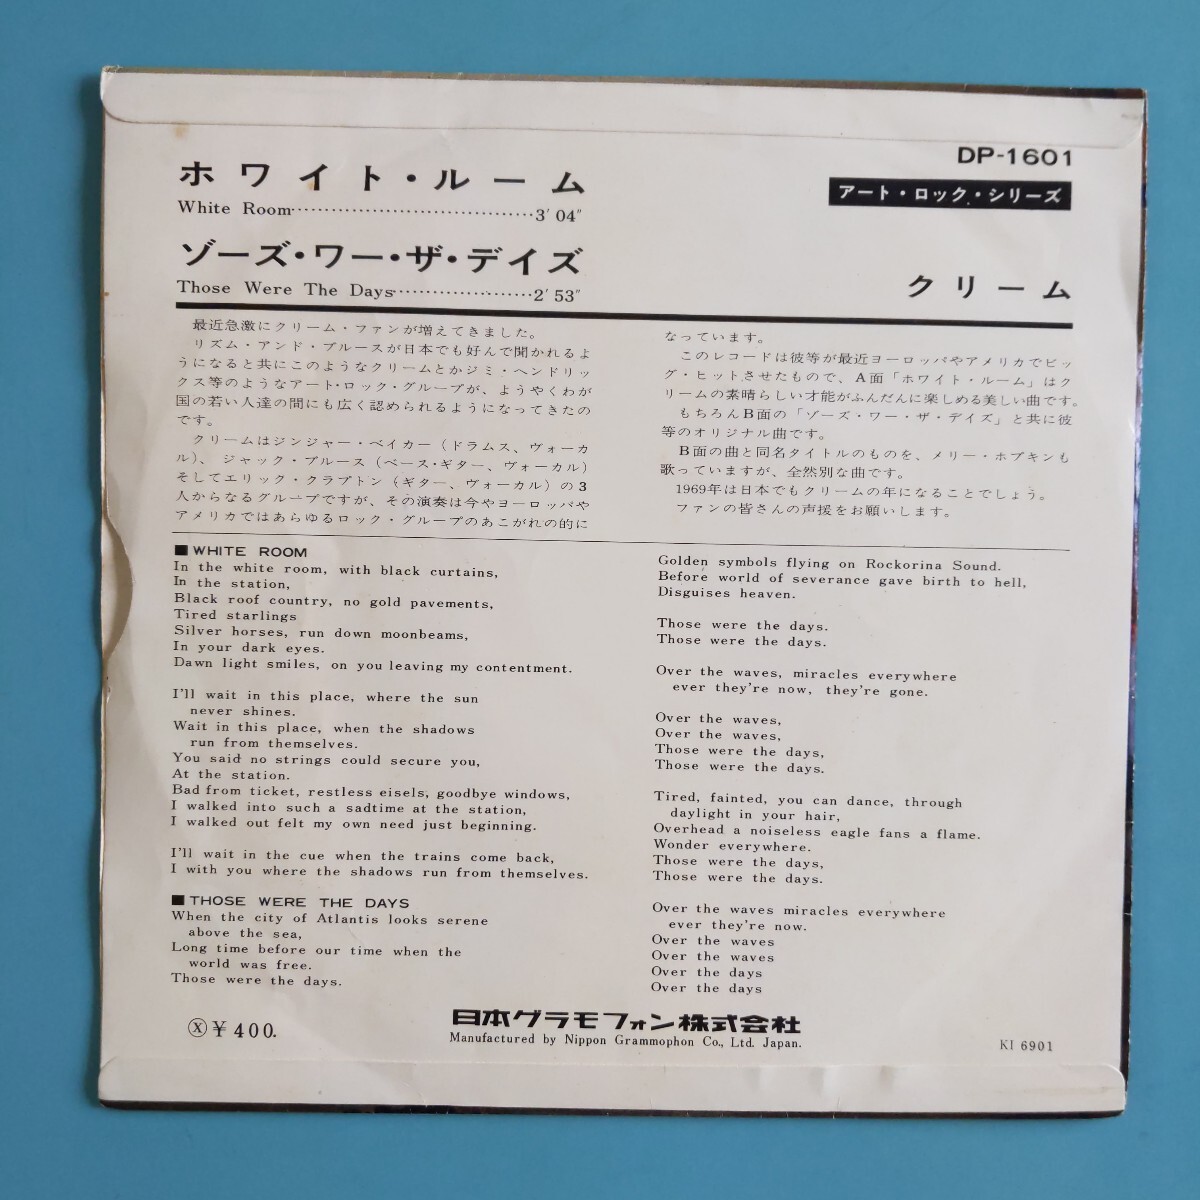 DP-1601
アート・ロック・シリーズ
ホワイト・ルーム
White Room..................................3′04″
ゾーズ・ワー・ザ・デイズ
Those Were The Days....................2′53″
クリーム
最近急激にクリーム・ファンが増えてきました。
リズム・アンド・ブルースが日本でも好んで聞かれるよ
うになると共にこのようなクリームとかジミ・ヘンドリッ
クス等のようなアート・ロック・グループが、ようやくわが
国の若い人達の間にも広く認められるようになってきたの
です。
クリームはジンジャー・ベイカー（ドラムス、ヴォーカ
ル）、ジャック・ブルース（ベース・ギター、ヴォーカル）
そしてエリック・クラプトン（ギター、ヴォーカル）の3
人からなるグループですが、その演奏は今やヨーロッパや
アメリカではあらゆるロック・グループのあこがれの的に
なっています。
このレコードは彼等が最近ヨーロッパやアメリカでビッ
グ・ヒットさせたもので、A面「ホワイト・ルーム」はク
リームの素晴らしい才能がふんだんに楽しめる美しい曲です。
もちろんB面の「ゾーズ・ワー・ザ・デイズ」と共に彼
等のオリジナル曲です。
B面の曲と同名タイトルのものを、メリー・ホプキンも
歌っていますが、全然別な曲です。
1969年は日本でもクリームの年になることでしょう。
ファンの皆さんの声援をお願いします。
■WHITE ROOM
In the white room, with black curtains,
In the station,
Black roof country, no gold pavements,
Tired starlings
Silver horses, run down moonbeams,
In your dark eyes.
Dawn light smiles, on you leaving my contentment.
I'll wait in this place, where the sun
never shines.
Wait in this place, when the shadows
run from themselves.
You said no strings could secure you,
At the station.
Bad from ticket, restless eisels, goodbye windows,
I walked into such a sadtime at the station,
I walked out felt my own need just beginning.
I'll wait in the cue when the trains come back,
I with you where the shadows run from themselves.
■THOSE WERE THE DAYS
When the city of Atlantis looks serene
above the sea,
Long time before our time when the
world was free.
Those were the days.
Golden symbols flying on Rockorina Sound.
Before world of severance gave birth to hell,
Disguises heaven.
Those were the days.
Those were the days.
Over the waves, miracles everywhere
ever they're now, they're gone.
Over the waves,
Over the waves,
Those were the days,
Those were the days.
Tired, fainted, you can dance, through
daylight in your hair,
Overhead a noiseless eagle fans a flame.
Wonder everywhere.
Those were the days,
Those were the days.
Over the waves miracles everywhere
ever they're now.
Over the waves
Over the waves
Over the days
Over the days
Ⓧ¥400.
日本グラモフォン株式会社
Manufactured by Nippon Grammophon Co., Ltd. Japan.
KI 6901